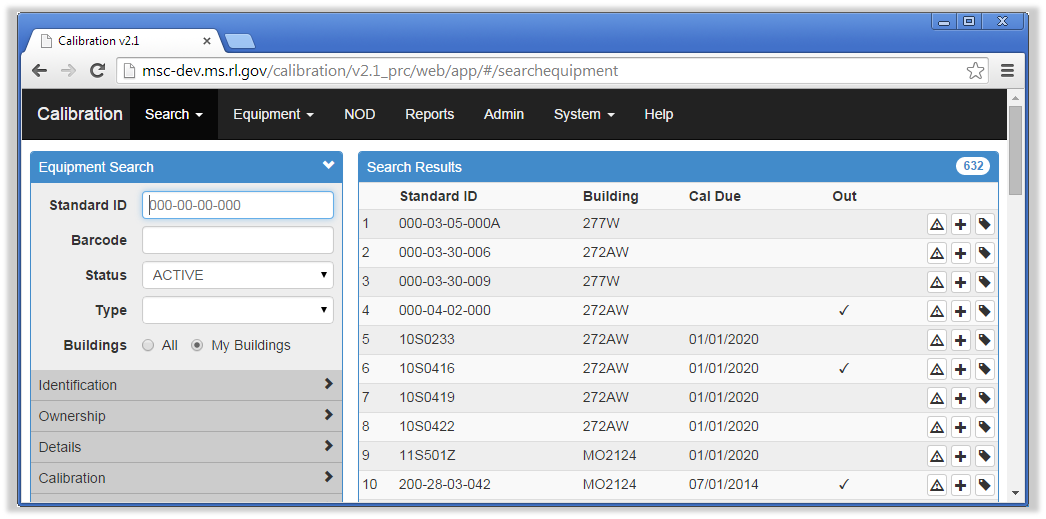 Calibration v2.1
msc-dev.ms.rl.gov/calibration/v2.1_prc/web/app/#/searchequipment
Calibration Search Equipment NOD Reports Admin System Help
Equipment Search
Standard ID 000-00-00-000
Barcode
Status ACTIVE
Type
Buildings All My Buildings
Identification
Ownership
Details
Calibration
Search Results 632
Standard ID Building Cal Due Out
1 000-03-05-000A 277W
2 000-03-30-006 272AW
3 000-03-30-009 277W
4 000-04-02-000 272AW ✓
5 10S0233 272AW 01/01/2020
6 10S0416 272AW 01/01/2020 ✓
7 10S0419 272AW 01/01/2020
8 10S0422 272AW 01/01/2020
9 11S501Z MO2124 01/01/2020
10 200-28-03-042 MO2124 07/01/2014 ✓